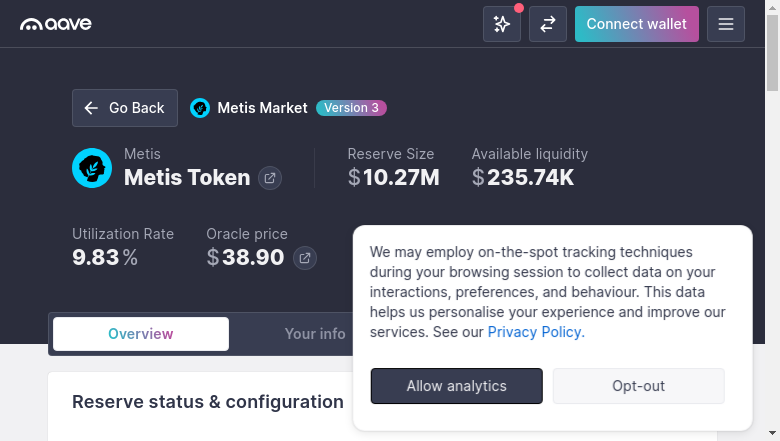 aave
Connect wallet
Go Back
Metis Market
Version 3
Metis
Metis Token
Reserve Size
$10.27M
Available liquidity
$235.74K
Utilization Rate
9.83%
Oracle price
$38.90
We may employ on-the-spot tracking techniques
during your browsing session to collect data on your
interactions, preferences, and behaviour. This data
helps us personalise your experience and improve our
services. See our Privacy Policy.
Allow analytics
Opt-out
Overview
Your info
Reserve status & configuration